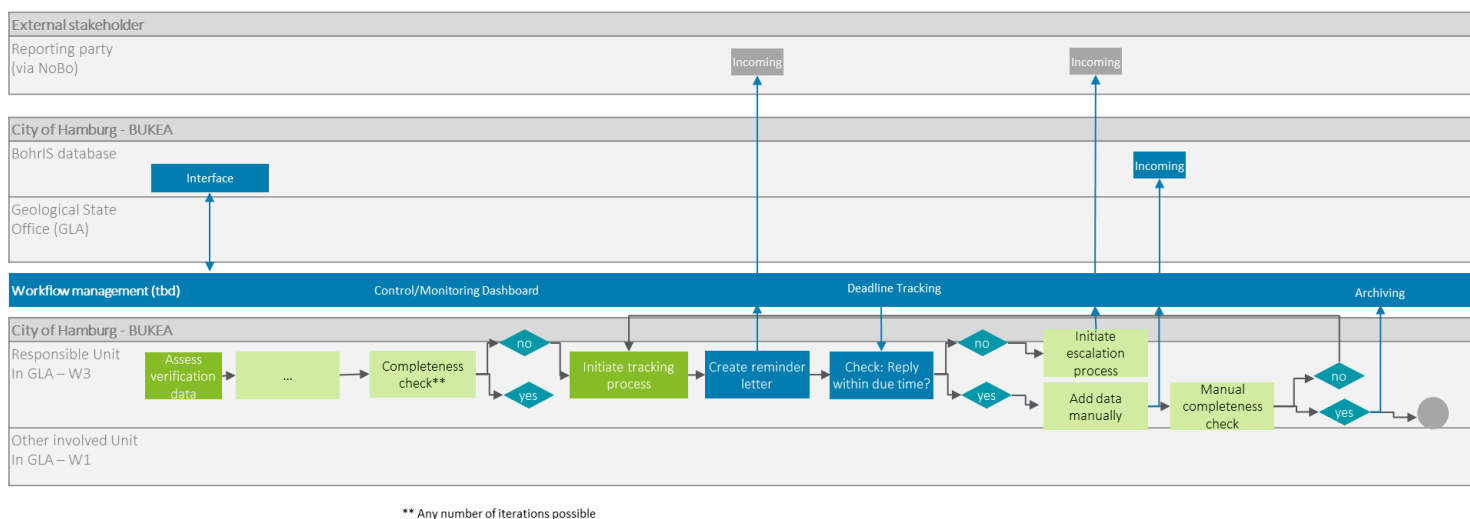 External stakeholder
Reporting party
(via NoBo)
Incoming
Incoming
City of Hamburg - BUKEA
BohrIS database
Interface
Incoming
Geological State
Office (GLA)
Workflow management (tbd)
Control/Monitoring Dashboard
Deadline Tracking
Archiving
City of Hamburg - BUKEA
Responsible Unit
In GLA – W3
Assess
verification
data
...
Completeness
check**
no
yes
Initiate tracking
process
Create reminder
letter
Check: Reply
within due time?
no
yes
Initiate
escalation
process
Add data
manually
Manual
completeness
check
no
yes
Other involved Unit
In GLA – W1
** Any number of iterations possible